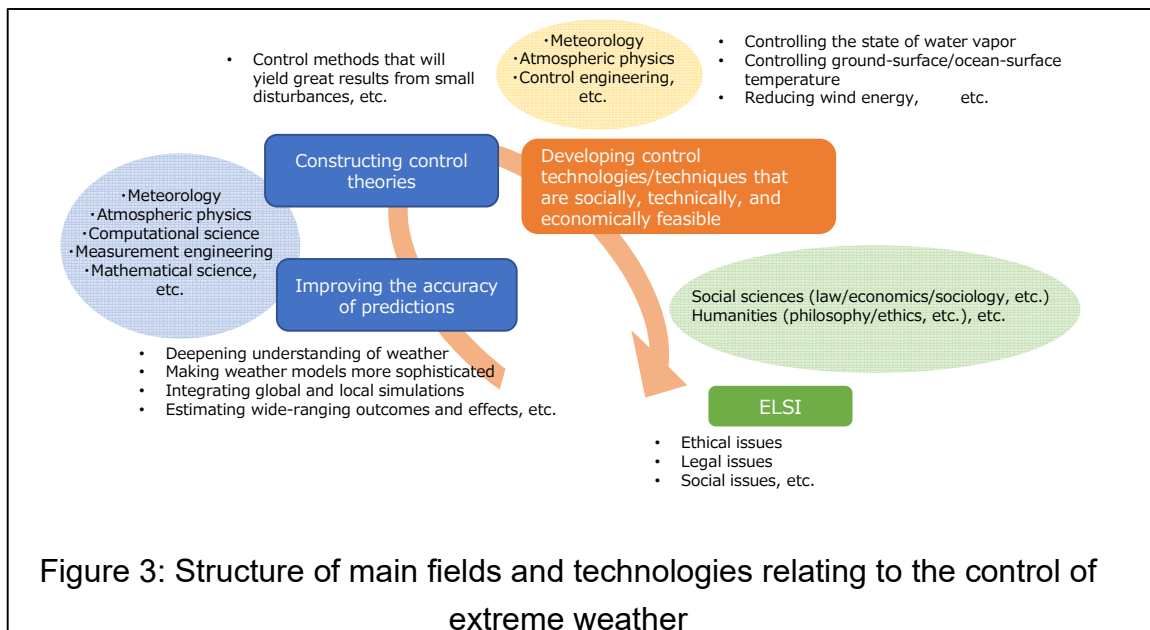 • Control methods that will
yield great results from small
disturbances, etc.
・Meteorology
・Atmospheric physics
・Control engineering,
etc.
• Controlling the state of water vapor
• Controlling ground-surface/ocean-surface
temperature
• Reducing wind energy, etc.
Constructing control
theories
Developing control
technologies/techniques that
are socially, technically, and
economically feasible
・Meteorology
・Atmospheric physics
・Computational science
・Measurement engineering
・Mathematical science,
etc.
Improving the accuracy
of predictions
Social sciences (law/economics/sociology, etc.)
Humanities (philosophy/ethics, etc.), etc.
• Deepening understanding of weather
• Making weather models more sophisticated
• Integrating global and local simulations
• Estimating wide-ranging outcomes and effects, etc.
ELSI
• Ethical issues
• Legal issues
• Social issues, etc.
Figure 3: Structure of main fields and technologies relating to the control of
extreme weather